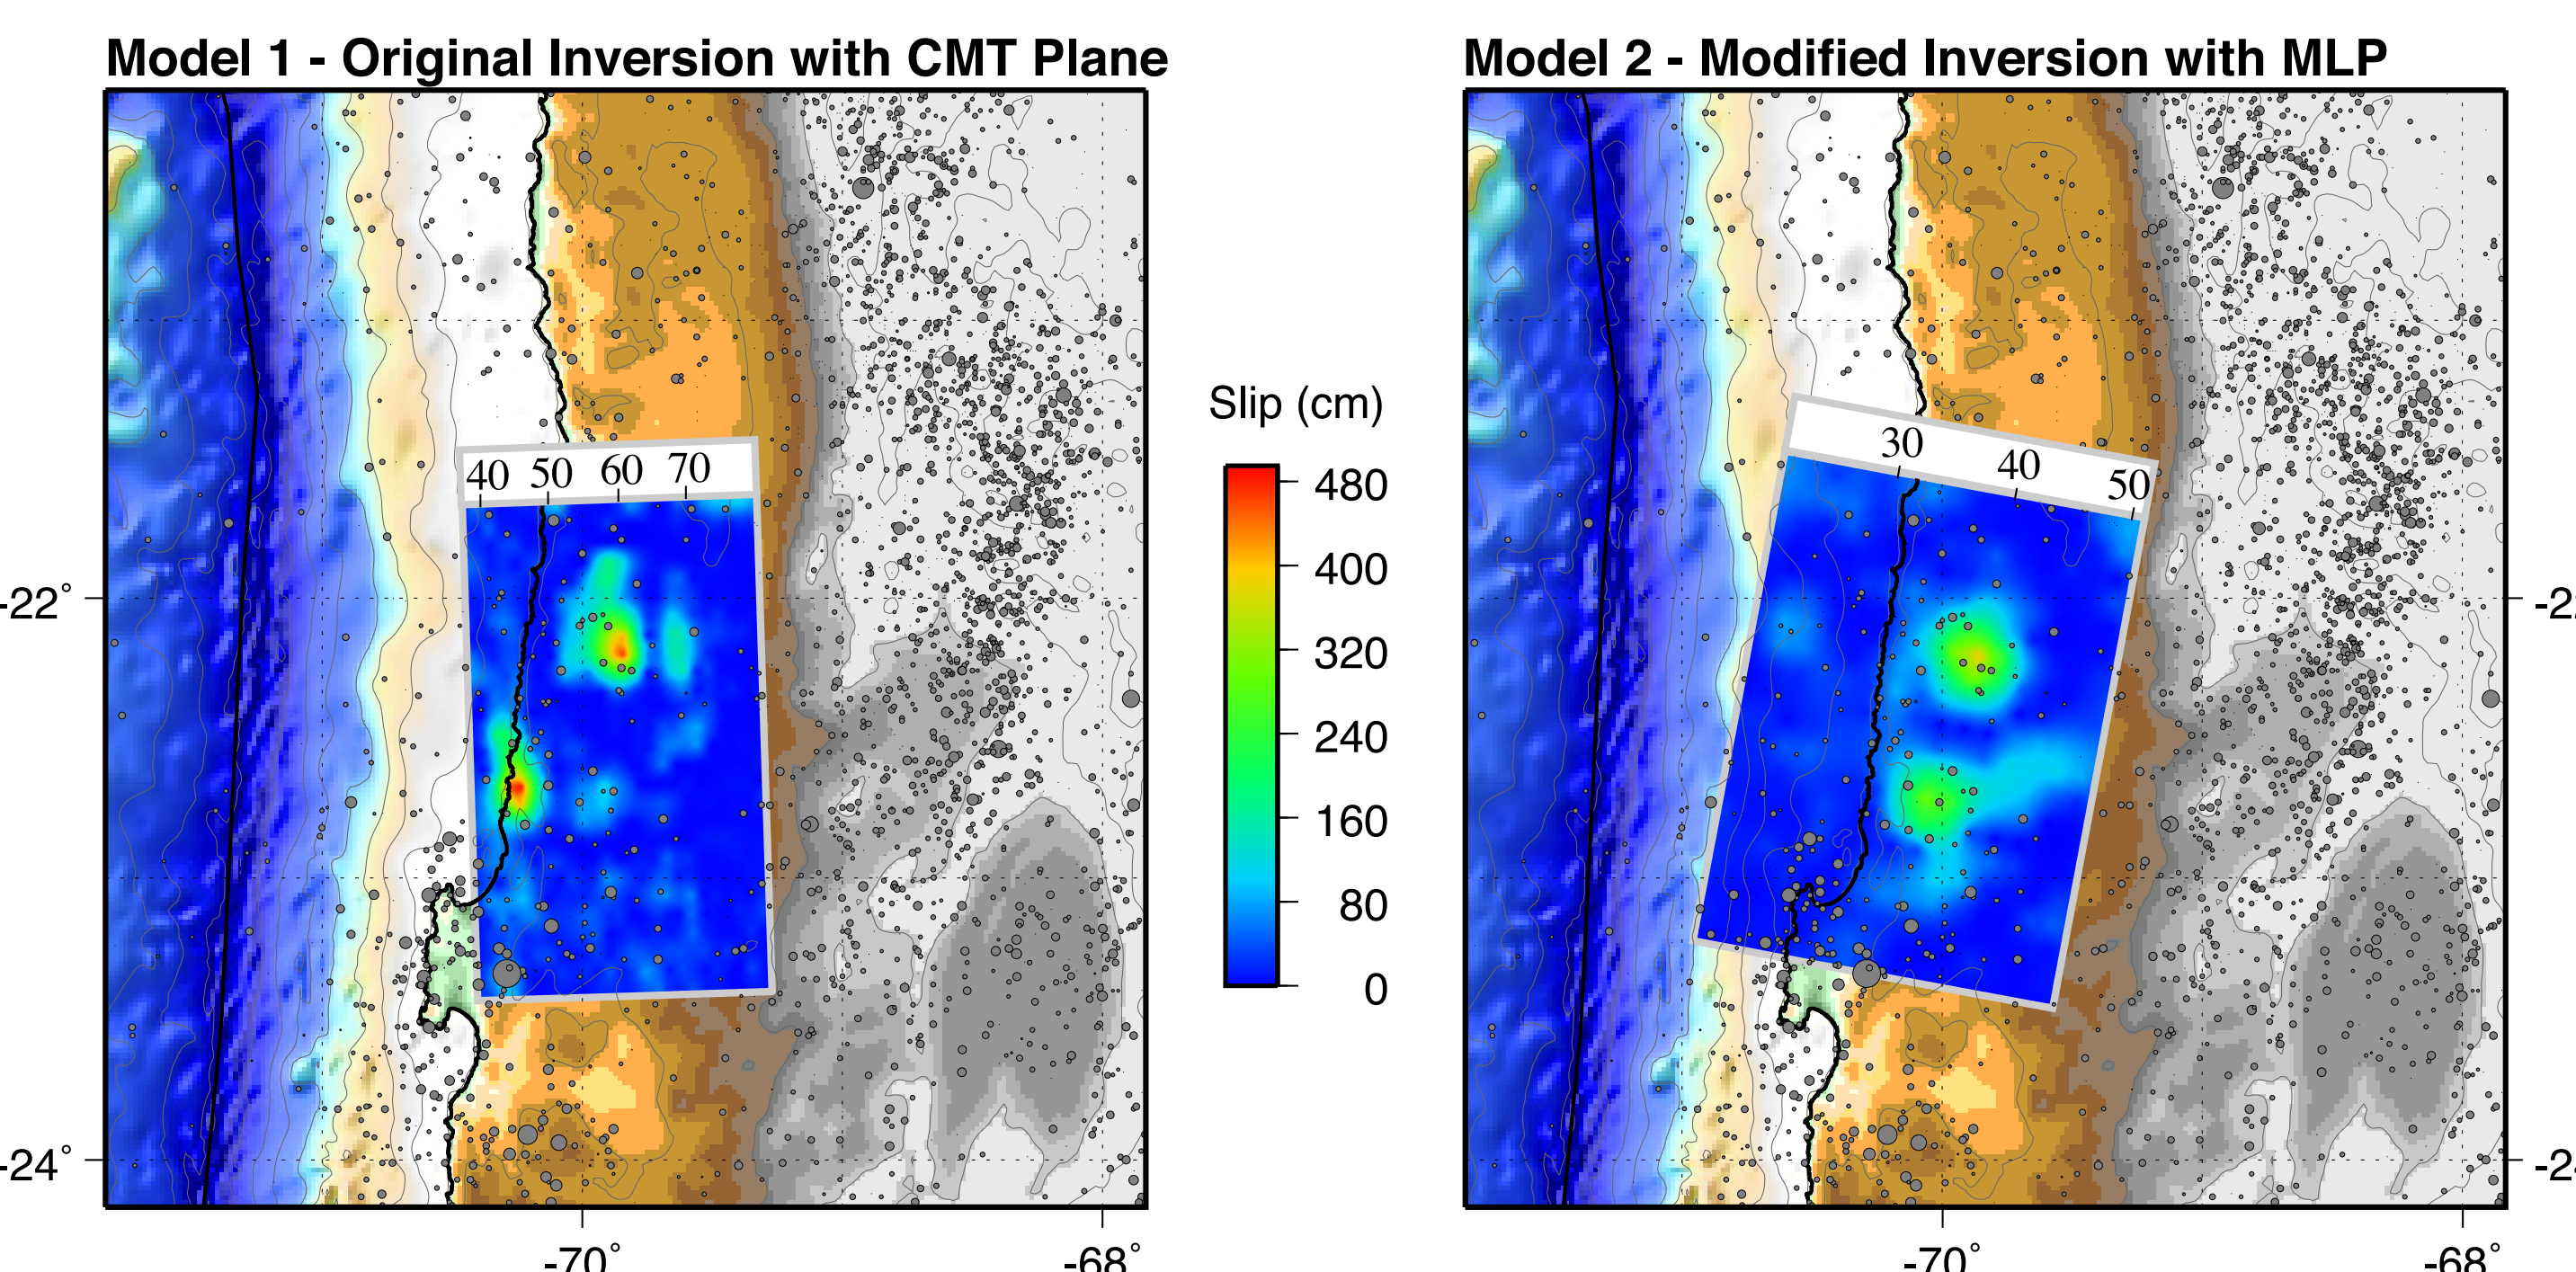 Model 1 - Original Inversion with CMT Plane
Model 2 - Modified Inversion with MLP
40 50 60 70
30 40 50
Slip (cm)
480
400
320
240
160
80
0
-22°
-24°
-70°
-68°
-70°
-68°